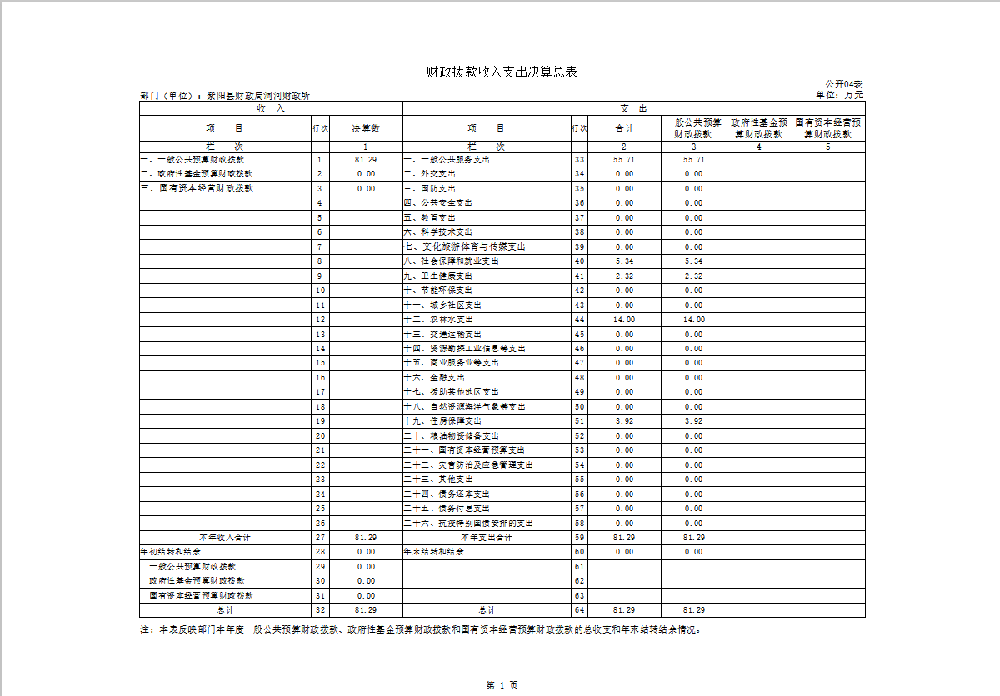 财政拨款收入支出决算总表
公开04表
部门（单位）：紫阳县财政局洞河财政所 单位：万元
收 入 支 出
项 目 行次 决算数 项 目 行次 合计 一般公共预算财政拨款 政府性基金预算财政拨款 国有资本经营预算财政拨款
栏 次 1 栏 次 2 3 4 5
一、一般公共预算财政拨款 1 81.29 一、一般公共服务支出 33 55.71 55.71
二、政府性基金预算财政拨款 2 0.00 二、外交支出 34 0.00 0.00
三、国有资本经营财政拨款 3 0.00 三、国防支出 35 0.00 0.00
4 四、公共安全支出 36 0.00 0.00
5 五、教育支出 37 0.00 0.00
6 六、科学技术支出 38 0.00 0.00
7 七、文化旅游体育与传媒支出 39 0.00 0.00
8 八、社会保障和就业支出 40 5.34 5.34
9 九、卫生健康支出 41 2.32 2.32
10 十、节能环保支出 42 0.00 0.00
11 十一、城乡社区支出 43 0.00 0.00
12 十二、农林水支出 44 14.00 14.00
13 十三、交通运输支出 45 0.00 0.00
14 十四、资源勘探工业信息等支出 46 0.00 0.00
15 十五、商业服务业等支出 47 0.00 0.00
16 十六、金融支出 48 0.00 0.00
17 十七、援助其他地区支出 49 0.00 0.00
18 十八、自然资源海洋气象等支出 50 0.00 0.00
19 十九、住房保障支出 51 3.92 3.92
20 二十、粮油物资储备支出 52 0.00 0.00
21 二十一、国有资本经营预算支出 53 0.00 0.00
22 二十二、灾害防治及应急管理支出 54 0.00 0.00
23 二十三、其他支出 55 0.00 0.00
24 二十四、债务还本支出 56 0.00 0.00
25 二十五、债务付息支出 57 0.00 0.00
26 二十六、抗疫特别国债安排的支出 58 0.00 0.00
本年收入合计 27 81.29 本年支出合计 59 81.29 81.29
年初结转和结余 28 0.00 年末结转和结余 60 0.00 0.00
一般公共预算财政拨款 29 0.00 61
政府性基金预算财政拨款 30 0.00 62
国有资本经营预算财政拨款 31 0.00 63
总计 32 81.29 总计 64 81.29 81.29
注：本表反映部门本年度一般公共预算财政拨款、政府性基金预算财政拨款和国有资本经营预算财政拨款的总收支和年末结转结余情况。
第 1 页